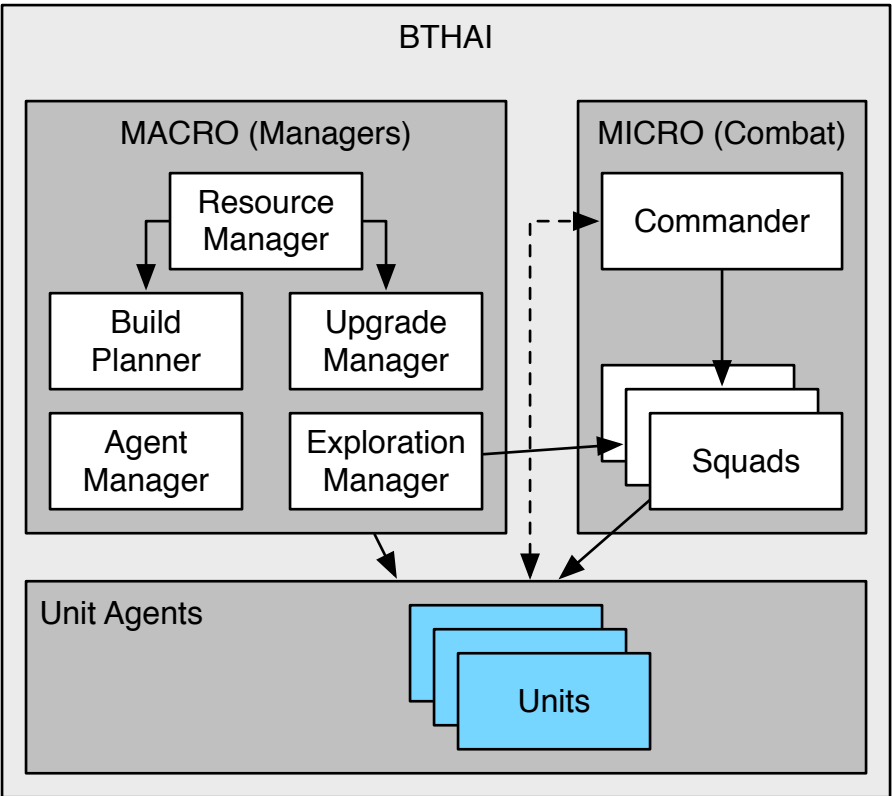 BTHAI
MACRO (Managers)
Resource
Manager
Build
Planner
Upgrade
Manager
Agent
Manager
Exploration
Manager
MICRO (Combat)
Commander
Squads
Unit Agents
Units